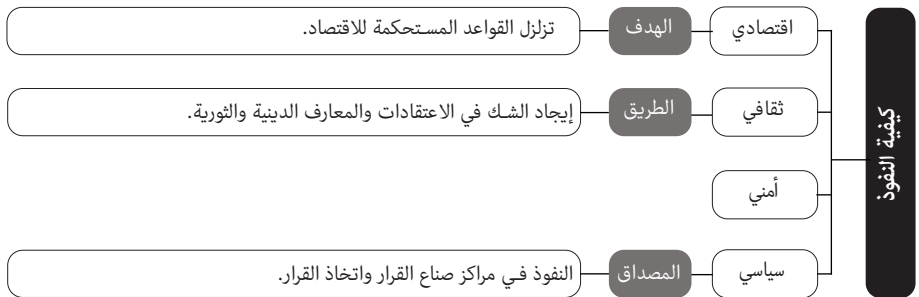 كيفية النفوذ
اقتصادي الهدف تزلزل القواعد المستحكمة للاقتصاد.
ثقافي الطريق إيجاد الشك في الاعتقادات والمعارف الدينية والثورية.
أمني
سياسي المصداق النفوذ في مراكز صناع القرار واتخاذ القرار.